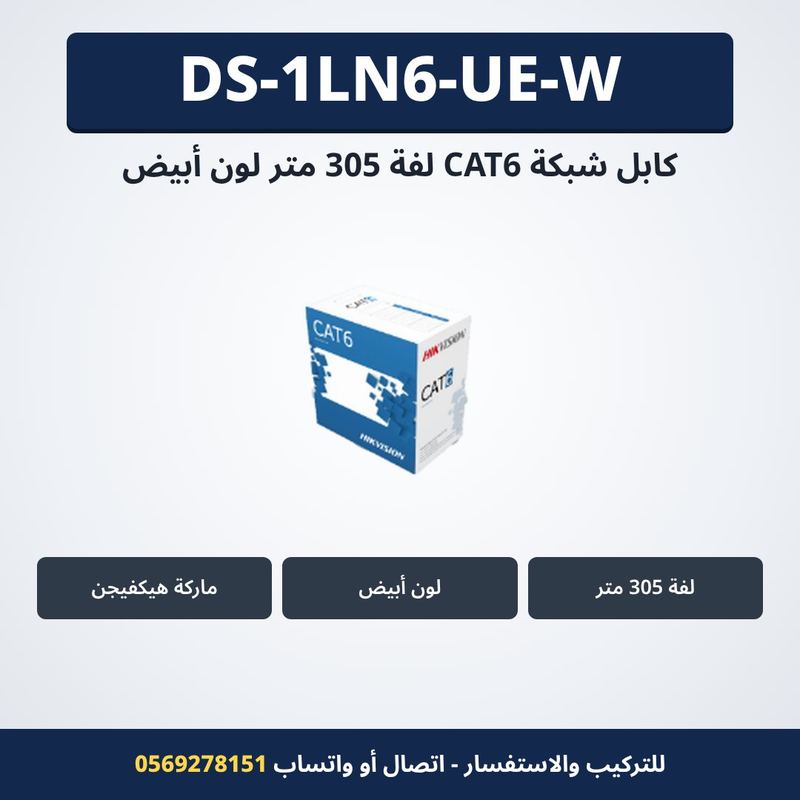 DS-1LN6-UE-W
كابل شبكة CAT6 لفة 305 متر لون أبيض
CAT6
CAT6
HIKVISION
CAT6
HIKVISION
لفة 305 متر
لون أبيض
ماركة هيكفيجن
للتركيب والاستفسار - اتصال أو واتساب 0569278151